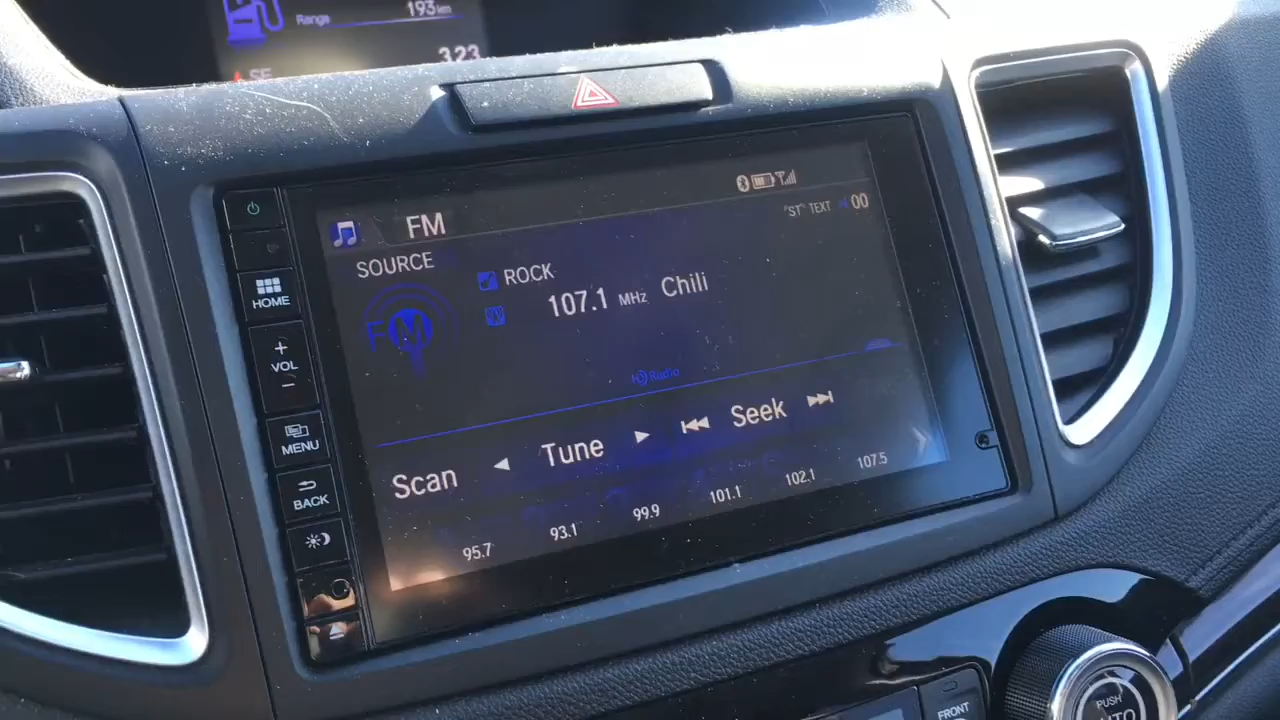 Range 193 km
323
FM
"ST" TEXT 00
SOURCE
ROCK
107.1 MHz Chili
FM
HD Radio
Scan Tune Seek
95.7 93.1 99.9 101.1 102.1 107.5
HOME
+
VOL
−
MENU
BACK
PUSH
AUTO
FRONT